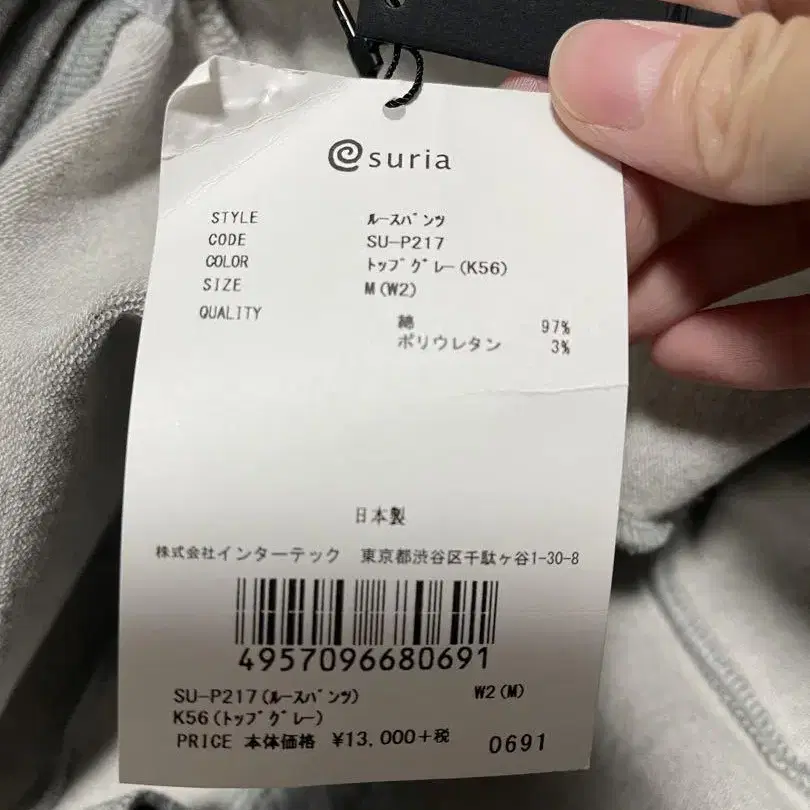 suria
STYLE ルースパンツ
CODE SU-P217
COLOR トップグレー(K56)
SIZE M(W2)
QUALITY
綿 97%
ポリウレタン 3%
日本製
株式会社インターテック 東京都渋谷区千駄ヶ谷1-30-8
4957096680691
SU-P217(ルースパンツ) W2(M)
K56(トップグレー)
PRICE 本体価格 ¥13,000+税 0691